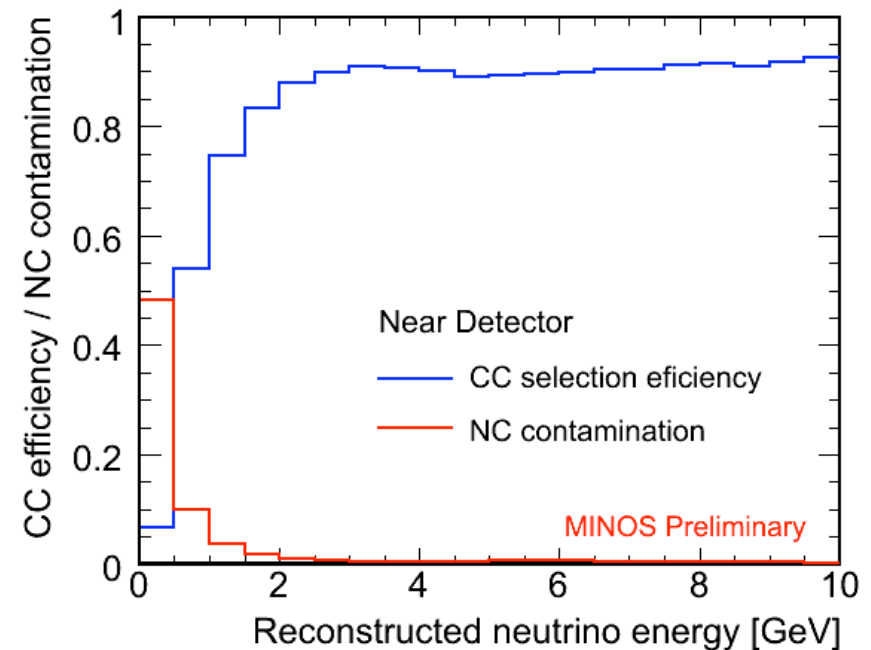 CC efficiency / NC contamination
1
0.8
0.6
0.4
0.2
0
0 2 4 6 8 10
Near Detector
CC selection eficiency
NC contamination
MINOS Preliminary
Reconstructed neutrino energy [GeV]